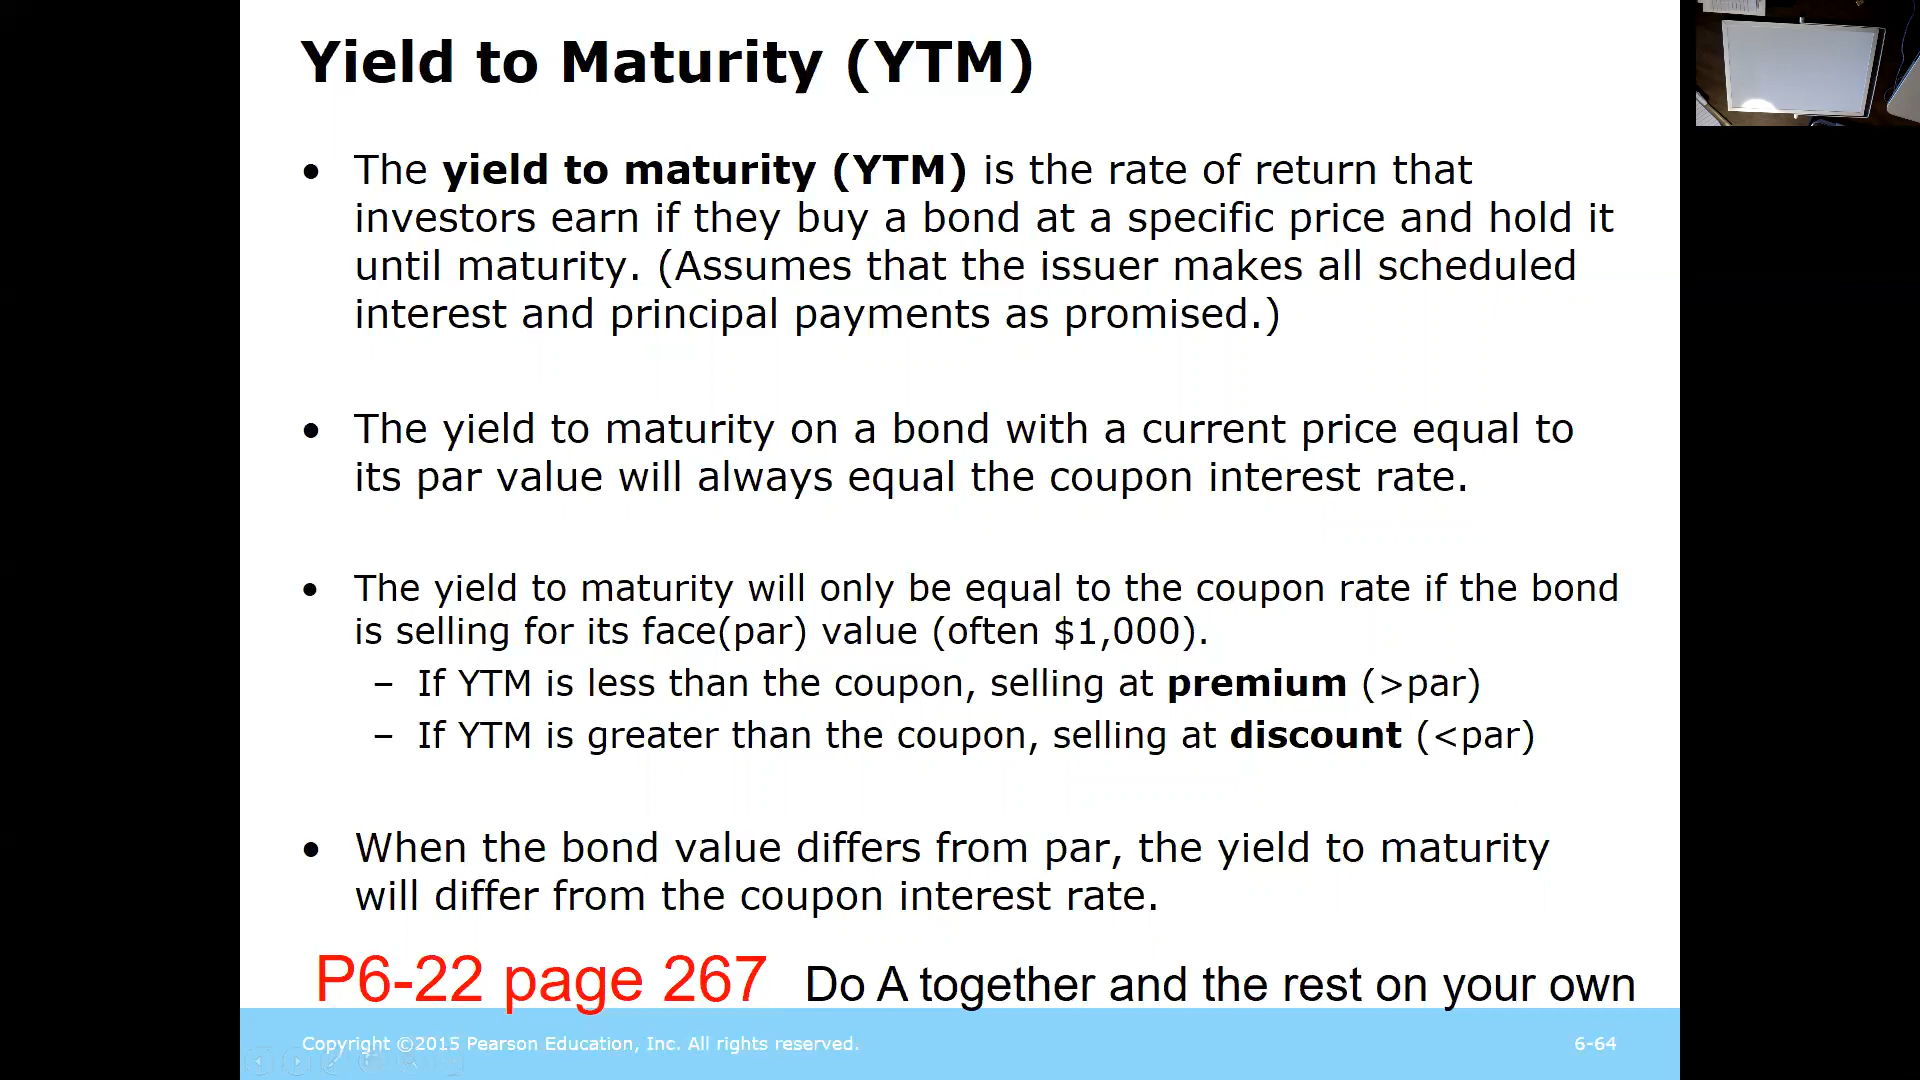 Yield to Maturity (YTM)
• The yield to maturity (YTM) is the rate of return that
investors earn if they buy a bond at a specific price and hold it
until maturity. (Assumes that the issuer makes all scheduled
interest and principal payments as promised.)
• The yield to maturity on a bond with a current price equal to
its par value will always equal the coupon interest rate.
• The yield to maturity will only be equal to the coupon rate if the bond
is selling for its face(par) value (often $1,000).
– If YTM is less than the coupon, selling at premium (>par)
– If YTM is greater than the coupon, selling at discount (<par)
• When the bond value differs from par, the yield to maturity
will differ from the coupon interest rate.
P6-22 page 267 Do A together and the rest on your own
Copyright ©2015 Pearson Education, Inc. All rights reserved. 6-64